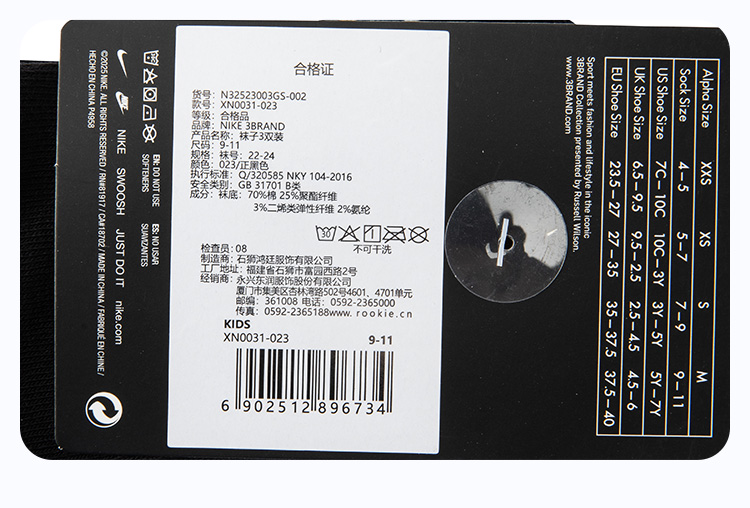 合格证
货号: N32523003GS-002
款号: XN0031-023
等级: 合格品
品牌: NIKE 3BRAND
产品名称: 袜子3双装
尺码: 9-11
规格: 袜号: 22-24
颜色: 023/正黑色
执行标准: Q/320585 NKY 104-2016
安全类别: GB 31701 B类
成分: 袜底: 70%棉 25%聚酯纤维
3%二烯类弹性纤维 2%氨纶
不可干洗
检查员: 08
制造商: 石狮鸿廷服饰有限公司
工厂地址: 福建省石狮市富园西路2号
经销商: 永兴东润服饰股份有限公司
厦门市集美区杏林湾路502号4601、4701单元
邮编: 361008 电话: 0592-2365000
传真: 0592-2365188www.rookie.cn
KIDS
XN0031-023 9-11
6 902512 896734
EN: DO NOT USE SOFTENERS
ES: NO USAR SUAVIZANTES
NIKE SWOOSH JUST DO IT nike.com
©2025 NIKE. ALL RIGHTS RESERVED / RN#81917 / CA#18702 / MADE IN CHINA / FABRIQUÉ EN CHINE /
HECHO EN CHINA P4958
Alpha Size XXS XS S M
Sock Size 4–5 5–7 7–9 9–11
US Shoe Size 7C–10C 10C–3Y 3Y–5Y 5Y–7Y
UK Shoe Size 6.5–9.5 9.5–2.5 2.5–4.5 4.5–6
EU Shoe Size 23.5–27 27–35 35–37.5 37.5–40
Sport meets fashion and lifestyle in the iconic
3BRAND Collection presented by Russell Wilson.
www.3BRAND.com